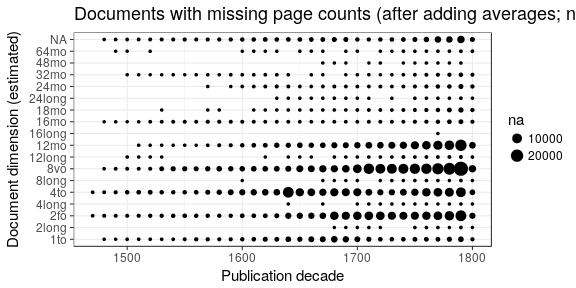 Documents with missing page counts (after adding averages; n
Document dimension (estimated)
NA
64mo
48mo
32mo
24mo
24long
18mo
16mo
16long
12mo
12long
8vo
8long
4to
4long
2fo
2long
1to
1500
1600
1700
1800
Publication decade
na
10000
20000